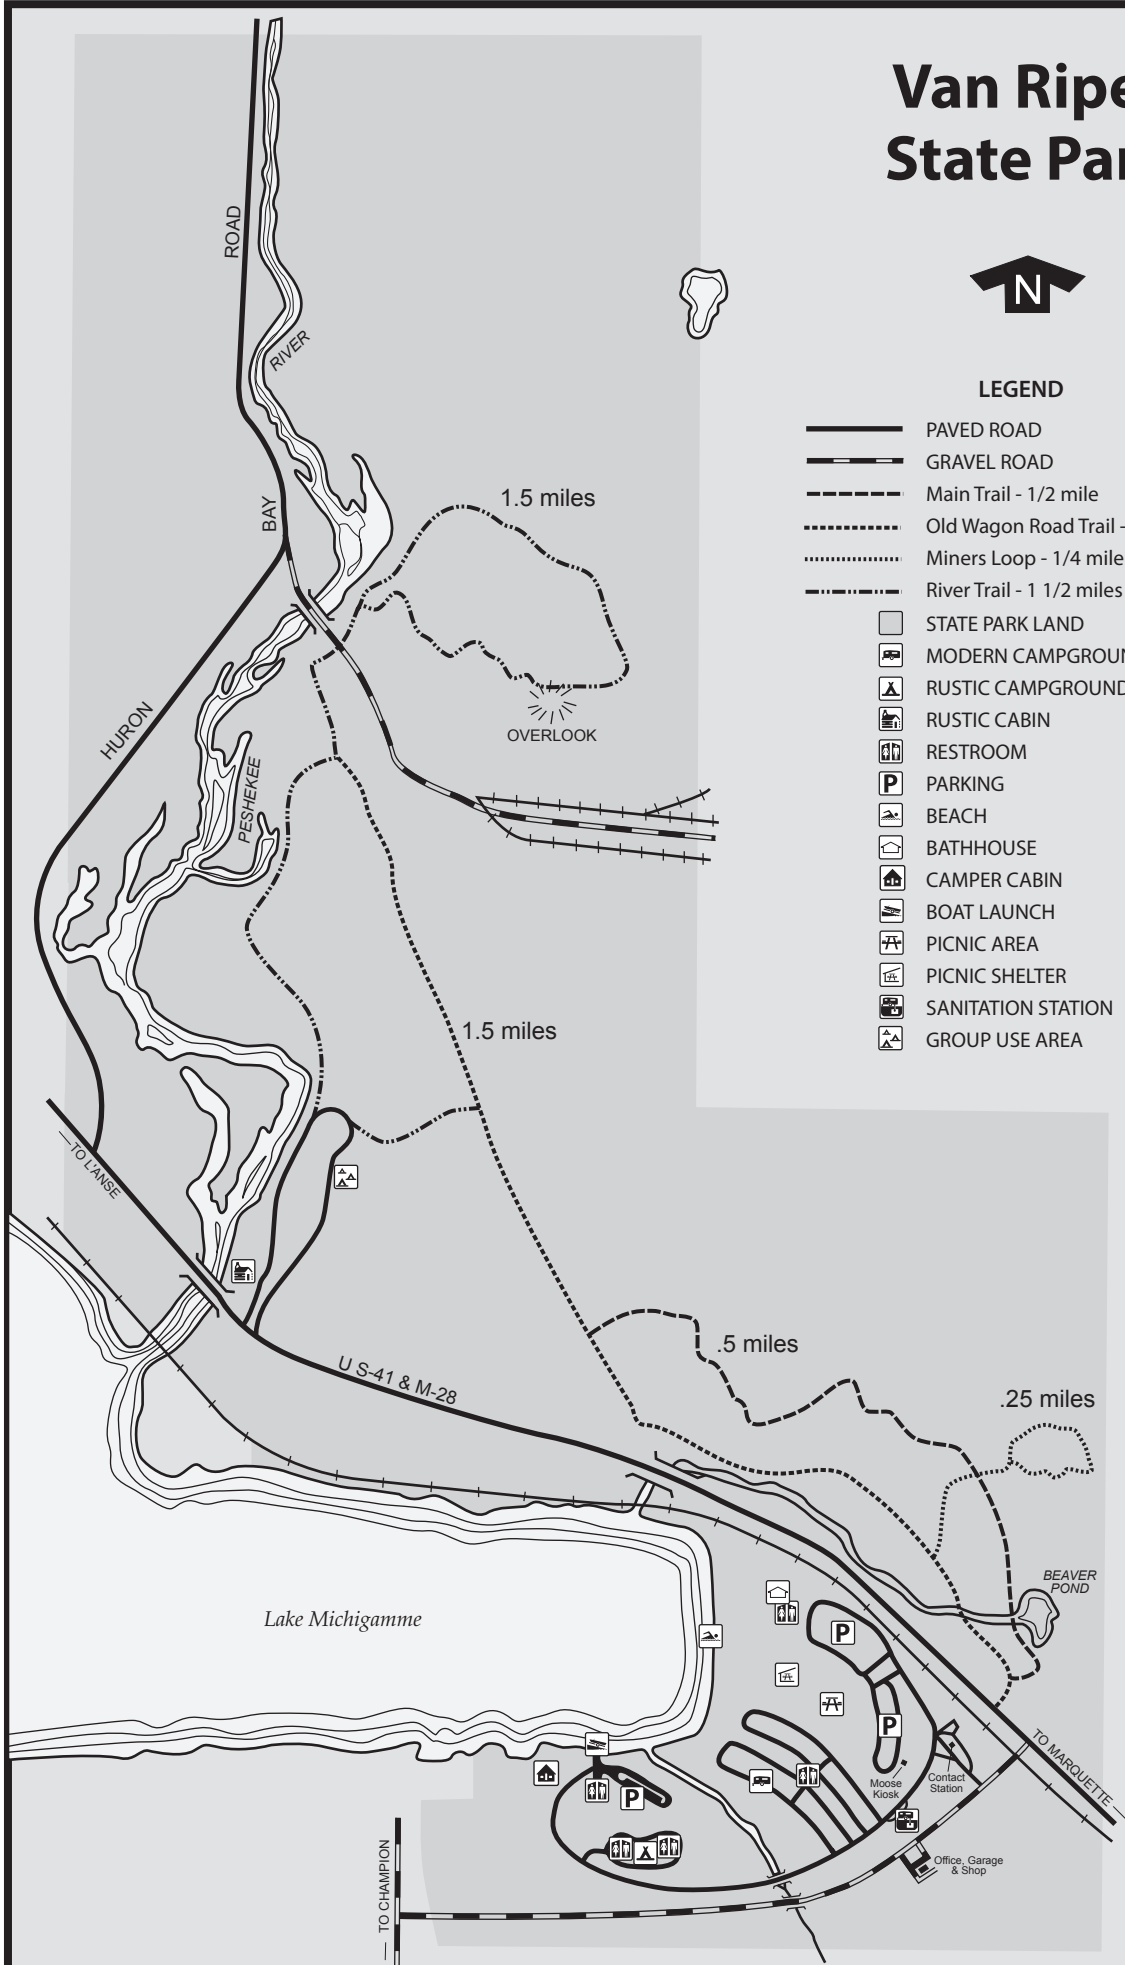 Van Ripe
State Par
N
LEGEND
PAVED ROAD
GRAVEL ROAD
Main Trail - 1/2 mile
Old Wagon Road Trail -
Miners Loop - 1/4 mile
River Trail - 1 1/2 miles
STATE PARK LAND
MODERN CAMPGROUN
RUSTIC CAMPGROUND
RUSTIC CABIN
RESTROOM
P PARKING
BEACH
BATHHOUSE
CAMPER CABIN
BOAT LAUNCH
PICNIC AREA
PICNIC SHELTER
SANITATION STATION
GROUP USE AREA
ROAD
RIVER
BAY
1.5 miles
HURON
OVERLOOK
PESHEKEE
1.5 miles
—TO L'ANSE
U S-41 & M-28
.5 miles
.25 miles
BEAVER
POND
Lake Michigamme
P
P
TO MARQUETTE —
Moose
Kiosk
Contact
Station
P
Office, Garage
& Shop
— TO CHAMPION